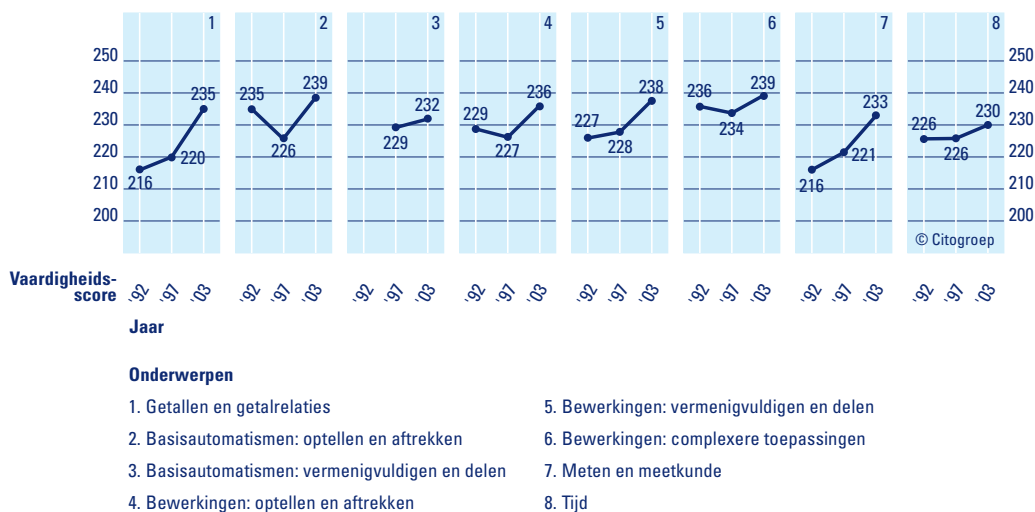 1 2 3 4 5 6 7 8
250 250
240 240
230 230
220 220
210 210
200 200
216 220 235
235 226 239
229 232
229 227 236
227 228 238
236 234 239
216 221 233
226 226 230
© Citogroep
Vaardigheids-
score
'92 '97 '03 '92 '97 '03 '92 '97 '03 '92 '97 '03 '92 '97 '03 '92 '97 '03 '92 '97 '03 '92 '97 '03
Jaar
Onderwerpen
1. Getallen en getalrelaties
2. Basisautomatismen: optellen en aftrekken
3. Basisautomatismen: vermenigvuldigen en delen
4. Bewerkingen: optellen en aftrekken
5. Bewerkingen: vermenigvuldigen en delen
6. Bewerkingen: complexere toepassingen
7. Meten en meetkunde
8. Tijd